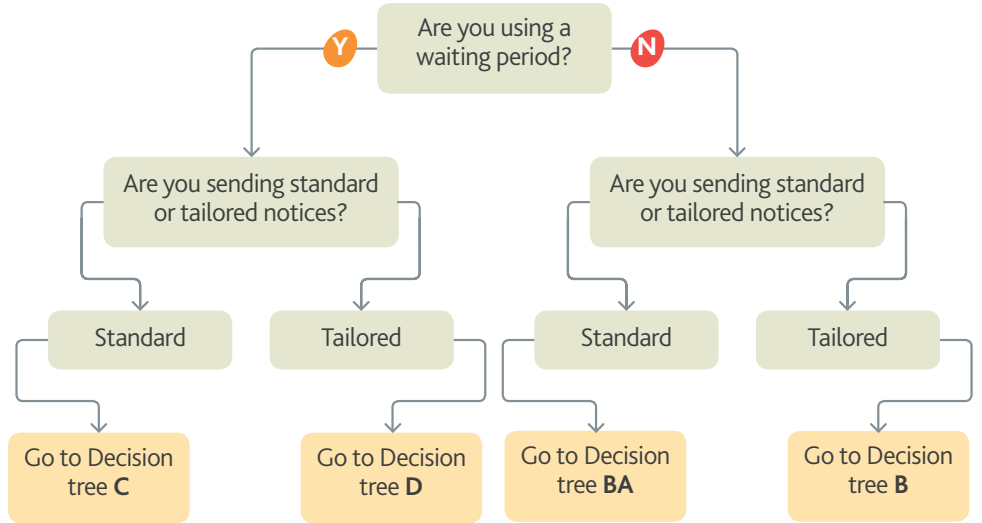 Are you using a
waiting period?
Y
N
Are you sending standard
or tailored notices?
Are you sending standard
or tailored notices?
Standard
Tailored
Standard
Tailored
Go to Decision
tree C
Go to Decision
tree D
Go to Decision
tree BA
Go to Decision
tree B